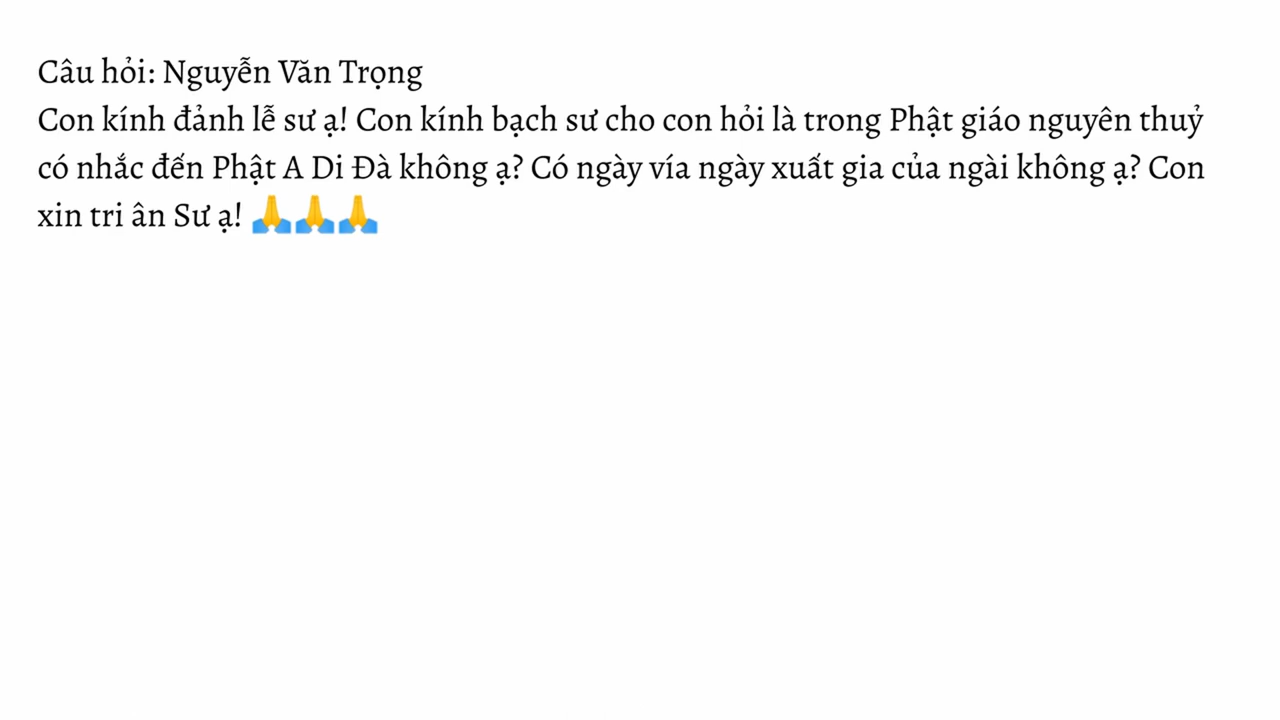 Câu hỏi: Nguyễn Văn Trọng
Con kính đảnh lễ sư ạ! Con kính bạch sư cho con hỏi là trong Phật giáo nguyên thuỷ
có nhắc đến Phật A Di Đà không ạ? Có ngày vía ngày xuất gia của ngài không ạ? Con
xin tri ân Sư ạ! 🙏🙏🙏